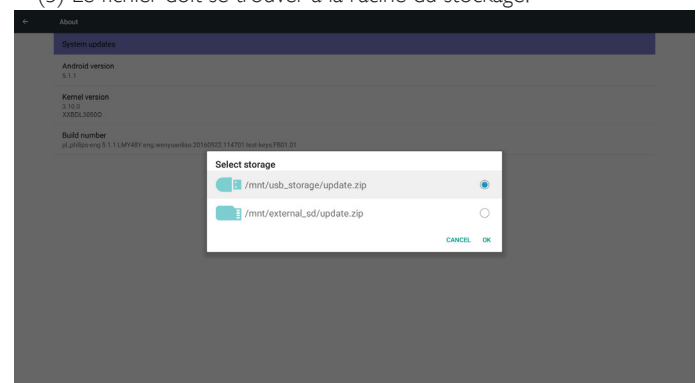 (3) Le fichier doit se trouver à la racine du stockage.
About
System updates
Android version
5.1.1
Kernel version
3.10.0
XXBDL3050Q
Build number
Select storage
/mnt/usb_storage/update.zip
/mnt/external_sd/update.zip
CANCEL OK